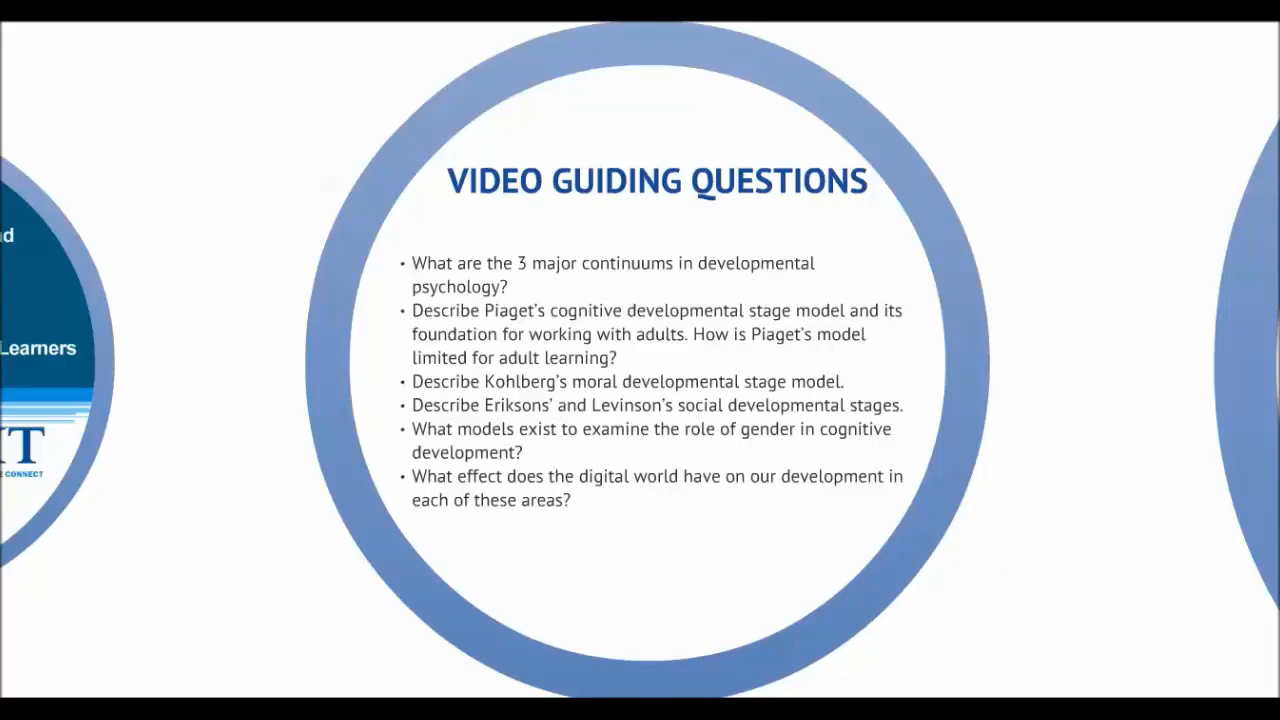 VIDEO GUIDING QUESTIONS
• What are the 3 major continuums in developmental
psychology?
• Describe Piaget's cognitive developmental stage model and its
foundation for working with adults. How is Piaget's model
limited for adult learning?
• Describe Kohlberg's moral developmental stage model.
• Describe Eriksons' and Levinson's social developmental stages.
• What models exist to examine the role of gender in cognitive
development?
• What effect does the digital world have on our development in
each of these areas?
Learners
CONNECT